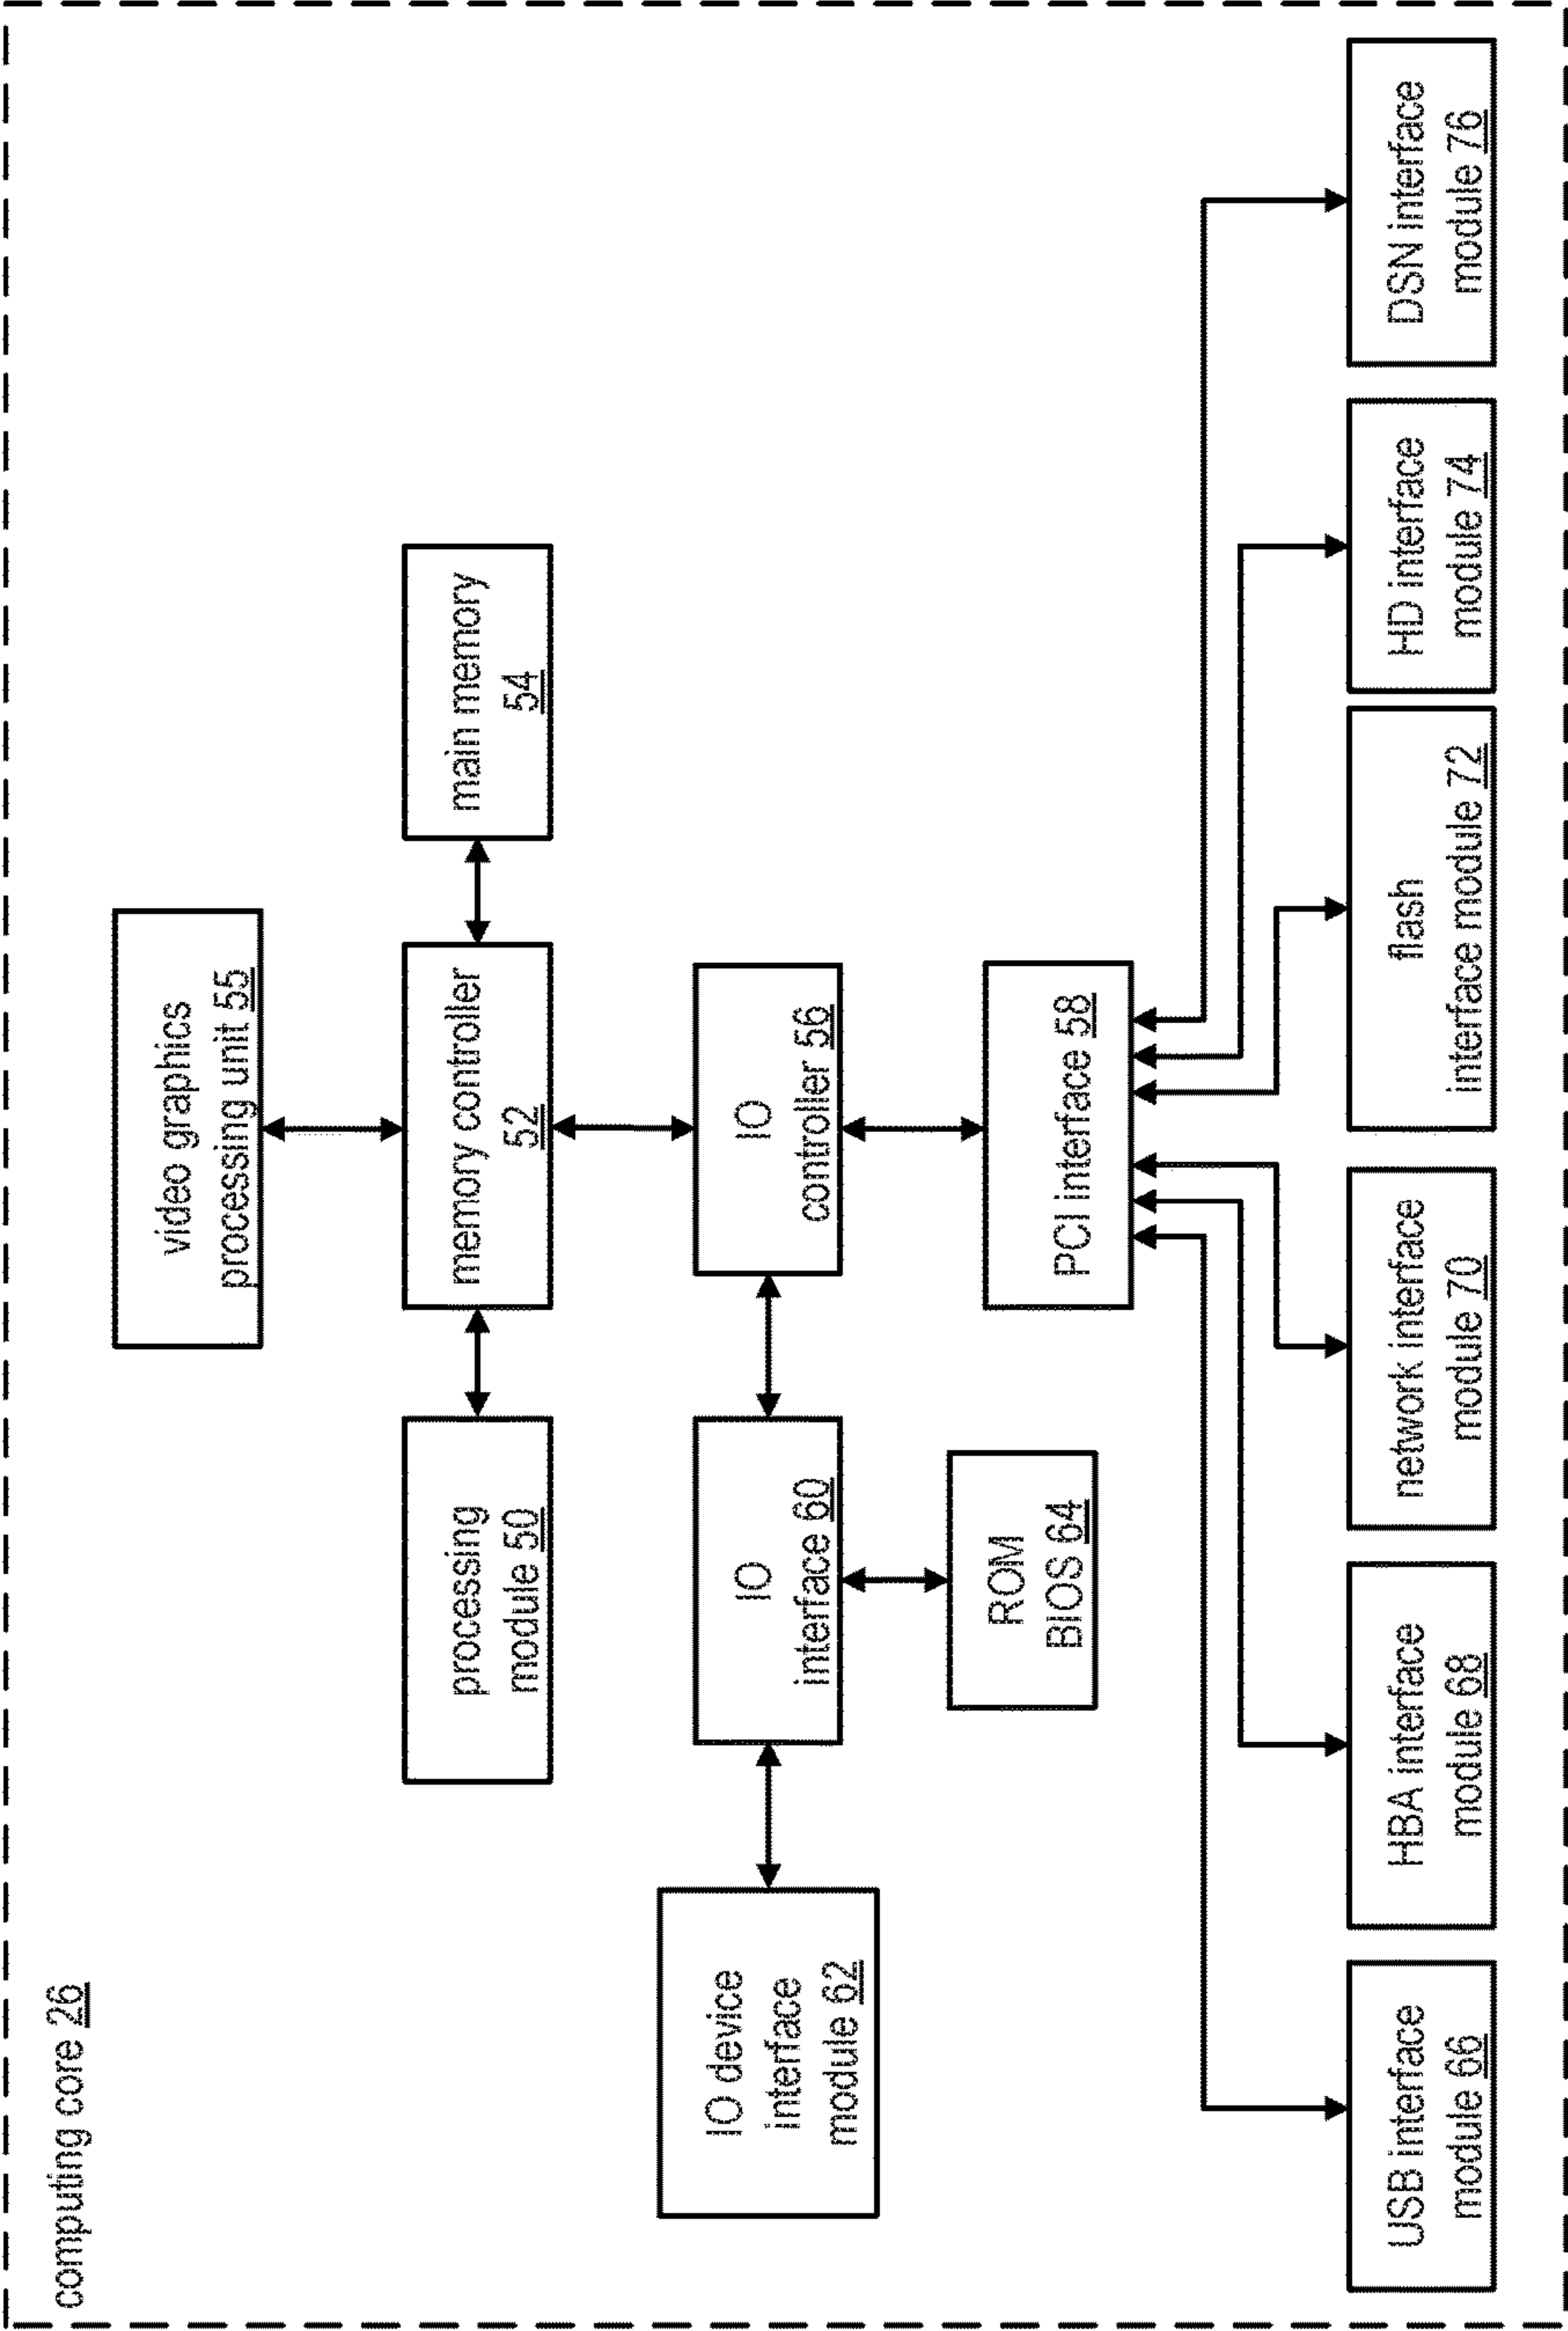 computing core 26
video graphics
processing unit 55
processing
module 50
memory controller
52
main memory
54
IO device
interface
module 62
IO
interface 60
IO
controller 56
ROM
BIOS 64
PCI interface 58
USB interface
module 66
HBA interface
module 68
network interface
module 70
flash
interface module 72
HD interface
module 74
DSN interface
module 76